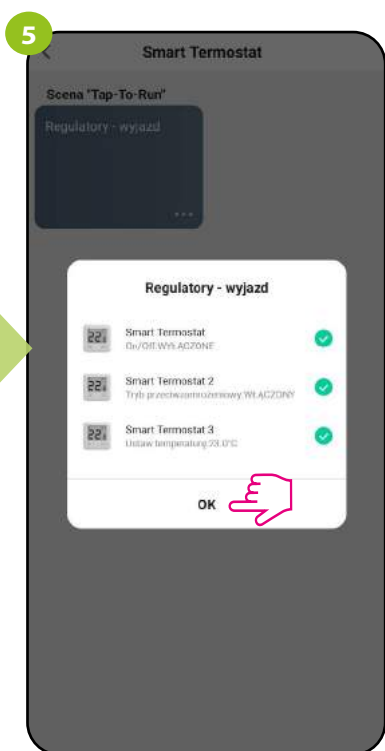 5
Smart Termostat
Scena "Tap-To-Run"
Regulatory - wyjazd
Regulatory - wyjazd
Smart Termostat
On/Off:WYŁĄCZONE
Smart Termostat 2
Tryb przeciwzamrożeniowy:WŁĄCZONY
Smart Termostat 3
Ustaw temperaturę:23.0°C
OK